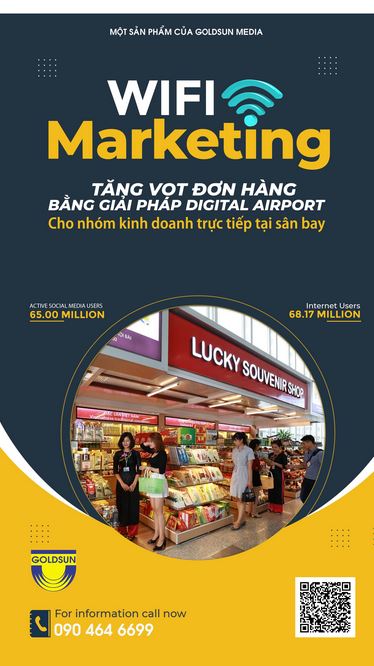 MỘT SẢN PHẨM CỦA GOLDSUN MEDIA
WIFI
Marketing
TĂNG VỌT ĐƠN HÀNG
BẰNG GIẢI PHÁP DIGITAL AIRPORT
Cho nhóm kinh doanh trực tiếp tại sân bay
ACTIVE SOCIAL MEDIA USERS
65.00 MILLION
Internet Users
68.17 MILLION
LUCKY SOUVENIR SHOP
GOLDSUN
For information call now
090 464 6699